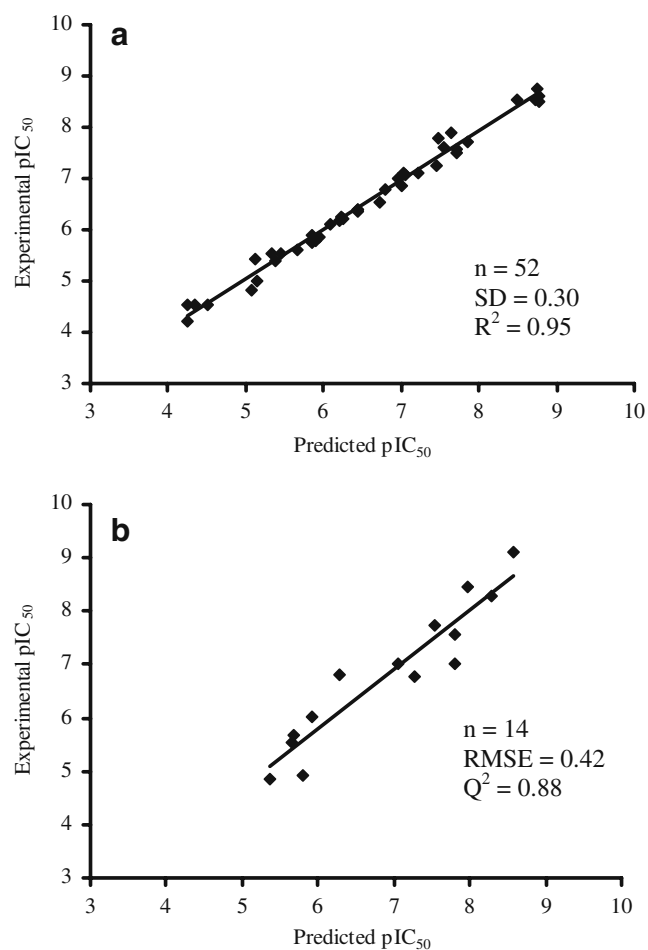 a
10
9
8
7
6
5
4
3
Experimental pIC50
n = 52
SD = 0.30
R2 = 0.95
3 4 5 6 7 8 9 10
Predicted pIC50
b
10
9
8
7
6
5
4
3
Experimental pIC50
n = 14
RMSE = 0.42
Q2 = 0.88
3 4 5 6 7 8 9 10
Predicted pIC50